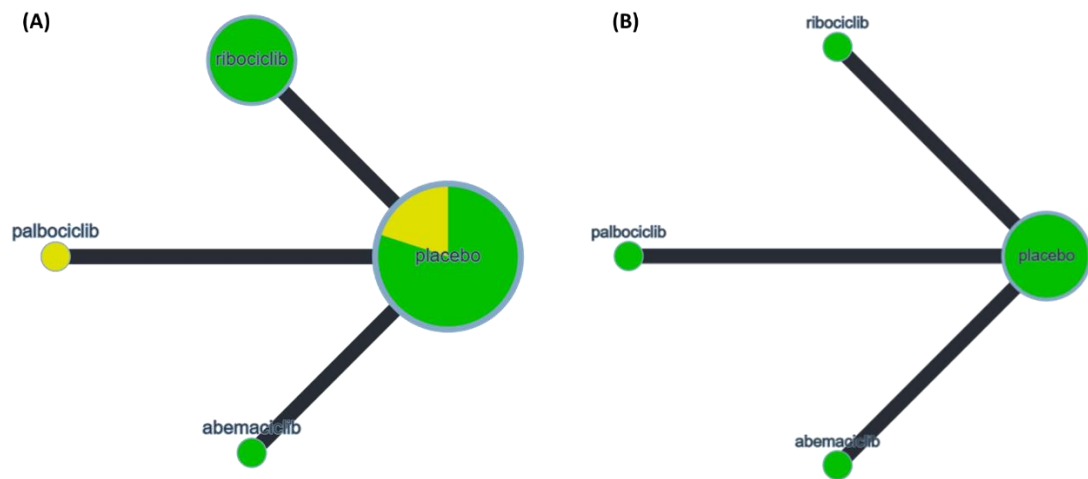 (A)
ribociclib
palbociclib
placebo
abemaciclib
(B)
ribociclib
palbociclib
placebo
abemaciclib